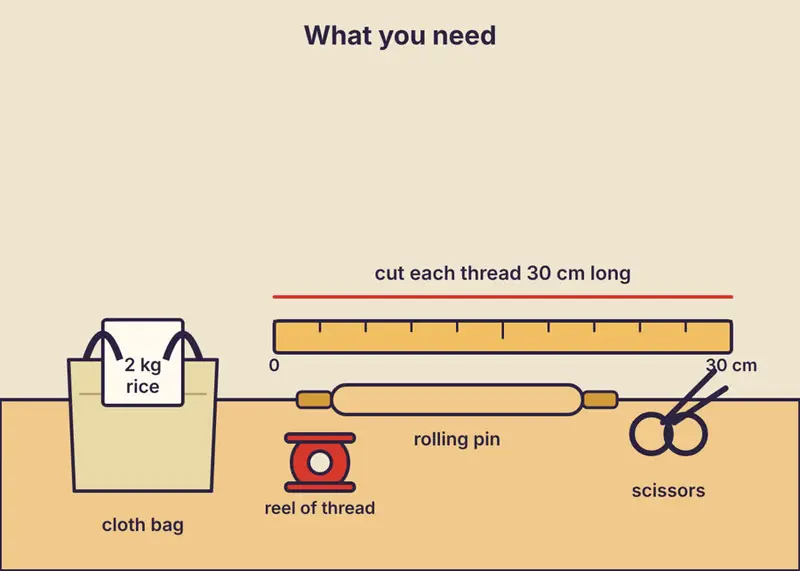 What you need
cut each thread 30 cm long
0
30 cm
2 kg
rice
rolling pin
scissors
reel of thread
cloth bag